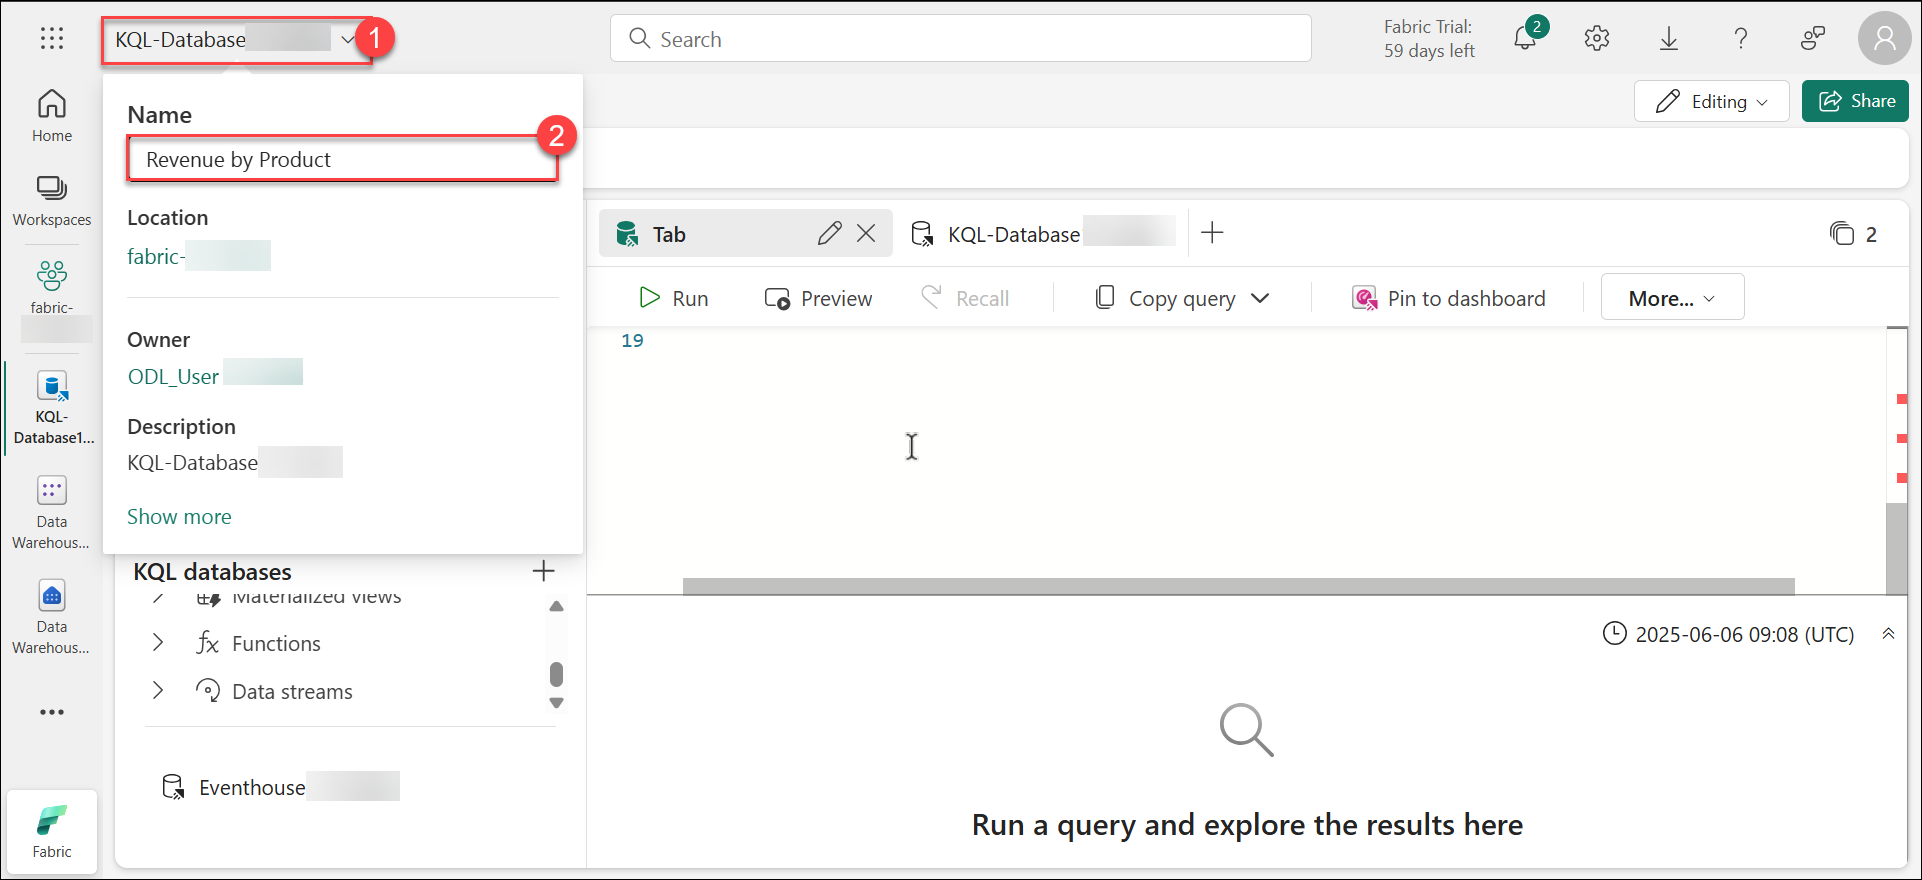 KQL-Database
1
Search
Fabric Trial:
59 days left
2
Home
Workspaces
fabric-
KQL-
Database1...
Data
Warehous...
Data
Warehous...
Fabric
Name
2
Revenue by Product
Location
fabric-
Owner
ODL_User
Description
KQL-Database
Show more
KQL databases
Materialized views
Functions
Data streams
Eventhouse
Editing
Share
Tab
KQL-Database
2
Run
Preview
Recall
Copy query
Pin to dashboard
More...
19
2025-06-06 09:08 (UTC)
Run a query and explore the results here